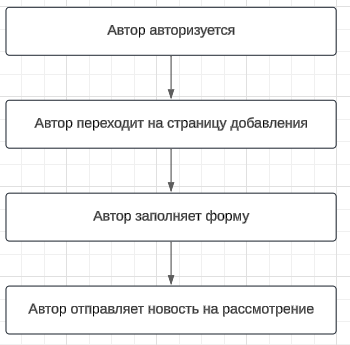 Автор авторизуется
Автор переходит на страницу добавления
Автор заполняет форму
Автор отправляет новость на рассмотрение